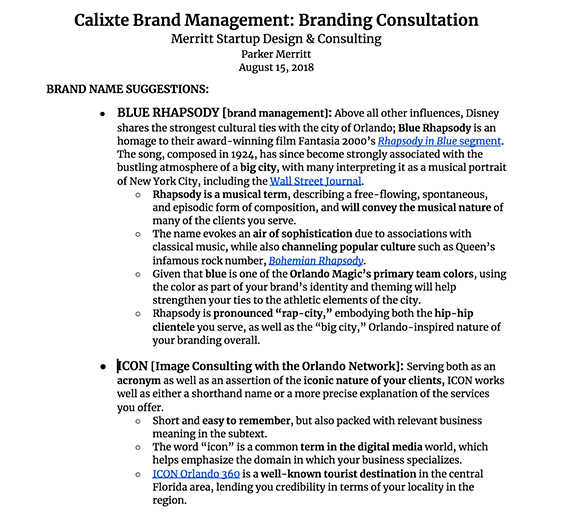 Calixte Brand Management: Branding Consultation
Merritt Startup Design & Consulting
Parker Merritt
August 15, 2018
BRAND NAME SUGGESTIONS:
● BLUE RHAPSODY [brand management]: Above all other influences, Disney
shares the strongest cultural ties with the city of Orlando; Blue Rhapsody is an
homage to their award-winning film Fantasia 2000's Rhapsody in Blue segment.
The song, composed in 1924, has since become strongly associated with the
bustling atmosphere of a big city, with many interpreting it as a musical portrait
of New York City, including the Wall Street Journal.
○ Rhapsody is a musical term, describing a free-flowing, spontaneous,
and episodic form of composition, and will convey the musical nature of
many of the clients you serve.
○ The name evokes an air of sophistication due to associations with
classical music, while also channeling popular culture such as Queen's
infamous rock number, Bohemian Rhapsody.
○ Given that blue is one of the Orlando Magic's primary team colors, using
the color as part of your brand's identity and theming will help
strengthen your ties to the athletic elements of the city.
○ Rhapsody is pronounced “rap-city,” embodying both the hip-hip
clientele you serve, as well as the “big city,” Orlando-inspired nature of
your branding overall.
● ICON [Image Consulting with the Orlando Network]: Serving both as an
acronym as well as an assertion of the iconic nature of your clients, ICON works
well as either a shorthand name or a more precise explanation of the services
you offer.
○ Short and easy to remember, but also packed with relevant business
meaning in the subtext.
○ The word “icon” is a common term in the digital media world, which
helps emphasize the domain in which your business specializes.
○ ICON Orlando 360 is a well-known tourist destination in the central
Florida area, lending you credibility in terms of your locality in the
region.